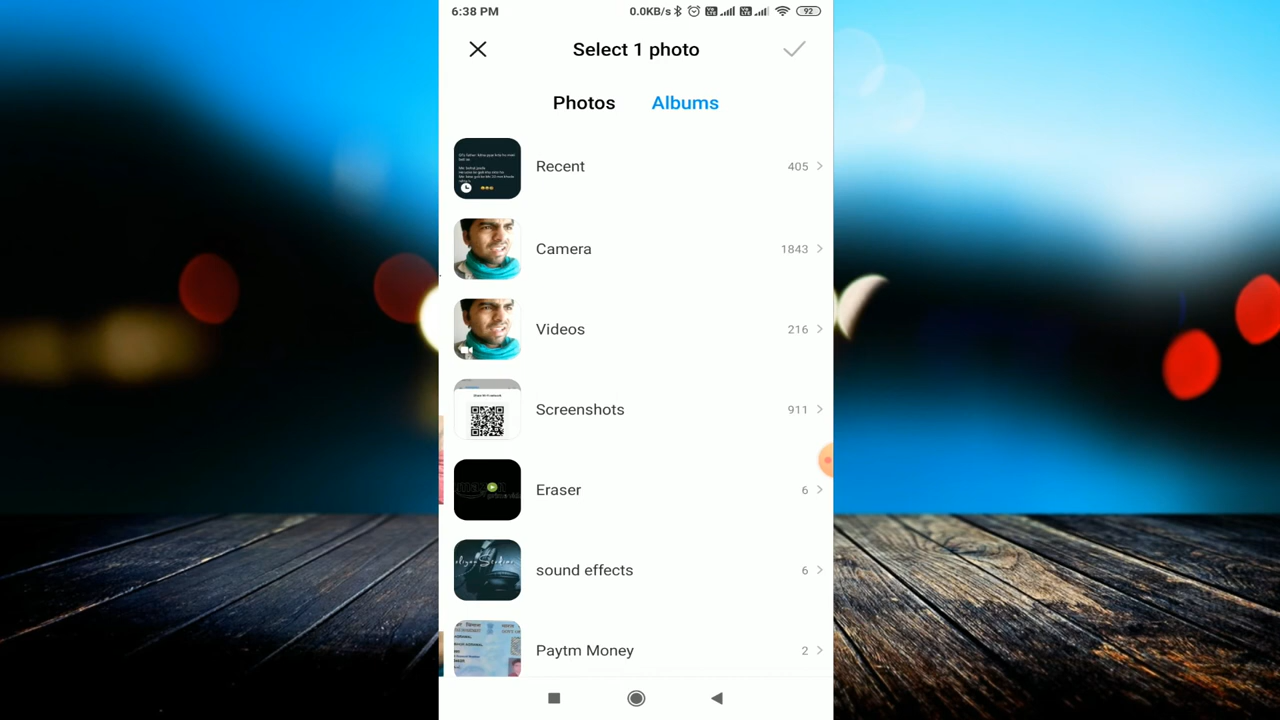 6:38 PM
0.0KB/s
92
Select 1 photo
Photos Albums
Recent 405
Camera 1843
Videos 216
Screenshots 911
Eraser 6
sound effects 6
Paytm Money 2